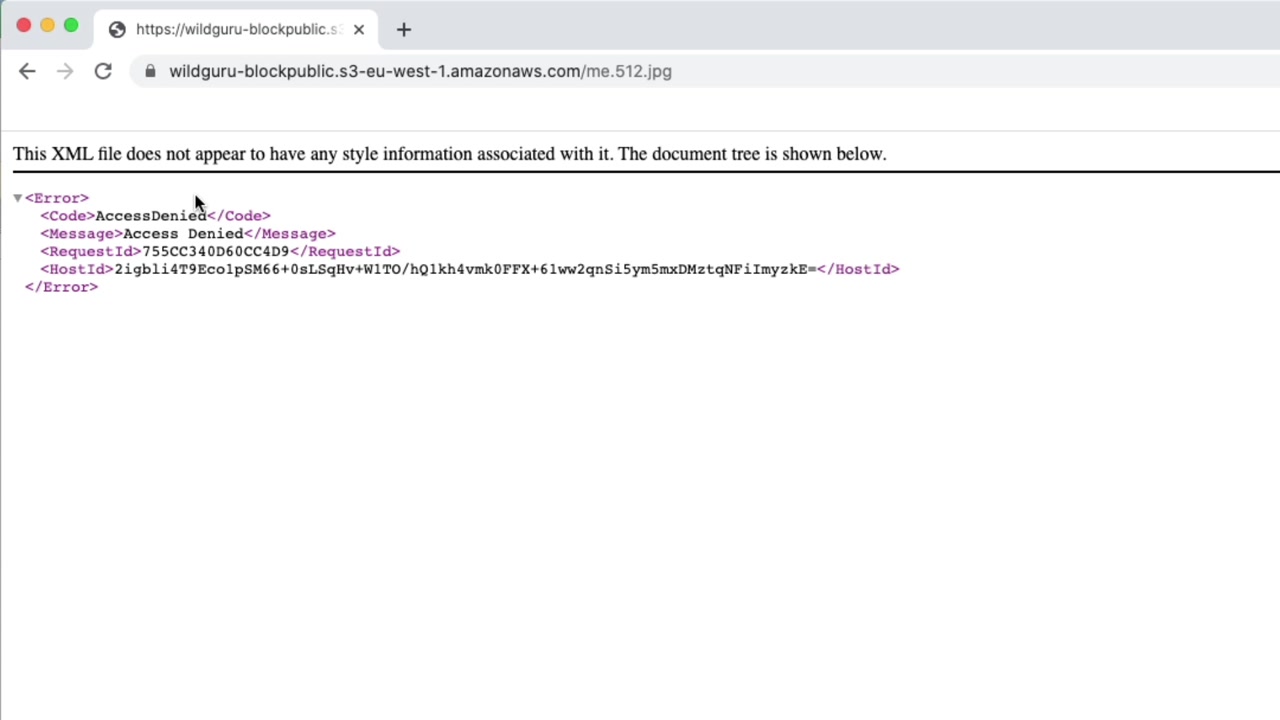 https://wildguru-blockpublic.s3
wildguru-blockpublic.s3-eu-west-1.amazonaws.com/me.512.jpg
This XML file does not appear to have any style information associated with it. The document tree is shown below.
<Error>
<Code>AccessDenied</Code>
<Message>Access Denied</Message>
<RequestId>755CC340D60CC4D9</RequestId>
<HostId>2igbli4T9Eco1pSM66+0sLSqHv+W1TO/hQ1kh4vmk0FFX+61ww2qnSi5ym5mxDMztqNFiImyzkE=</HostId>
</Error>